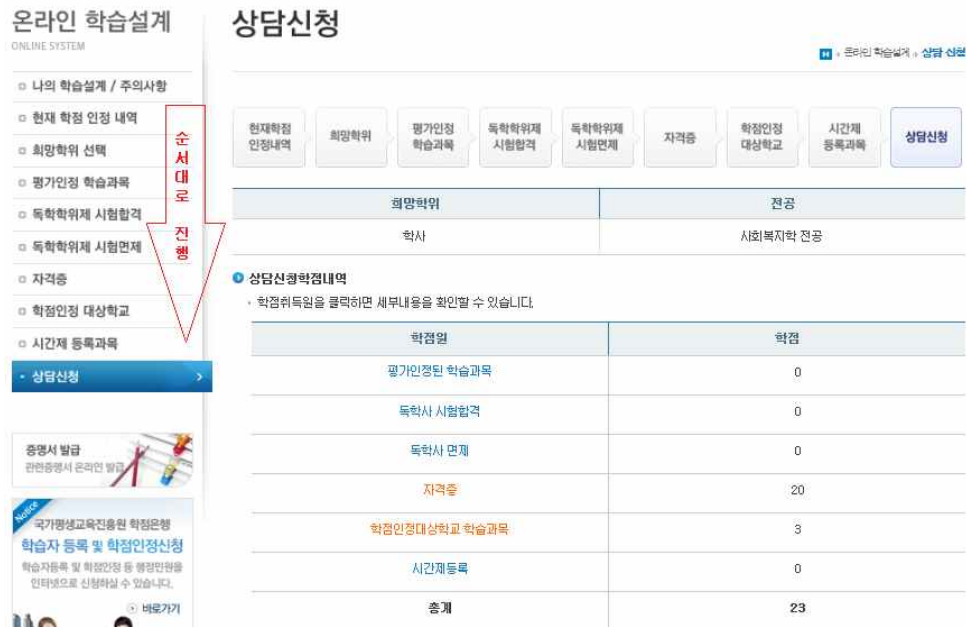 온라인 학습설계
ONLINE SYSTEM
나의 학습설계 / 주의사항
현재 학점 인정 내역
희망학위 선택
평가인정 학습과목
독학학위제 시험합격
독학학위제 시험면제
자격증
학점인정 대상학교
시간제 등록과목
상담신청
순서대로 진행
증명서 발급
관련증명서 온라인 발급
Notice
국가평생교육진흥원 학점은행
학습자 등록 및 학점인정신청
학습자등록 및 학점인정 등 행정민원을
인터넷으로 신청하실 수 있습니다.
바로가기
상담신청
H 온라인 학습설계 상담 신청
현재학점
인정내역
희망학위
평가인정
학습과목
독학학위제
시험합격
독학학위제
시험면제
자격증
학점인정
대상학교
시간제
등록과목
상담신청
희망학위 전공
학사 사회복지학 전공
상담신청학점내역
학점취득원을 클릭하면 세부내용을 확인할 수 있습니다.
학점원 학점
평가인정된 학습과목 0
독학사 시험합격 0
독학사 면제 0
자격증 20
학점인정대상학교 학습과목 3
시간제등록 0
총계 23